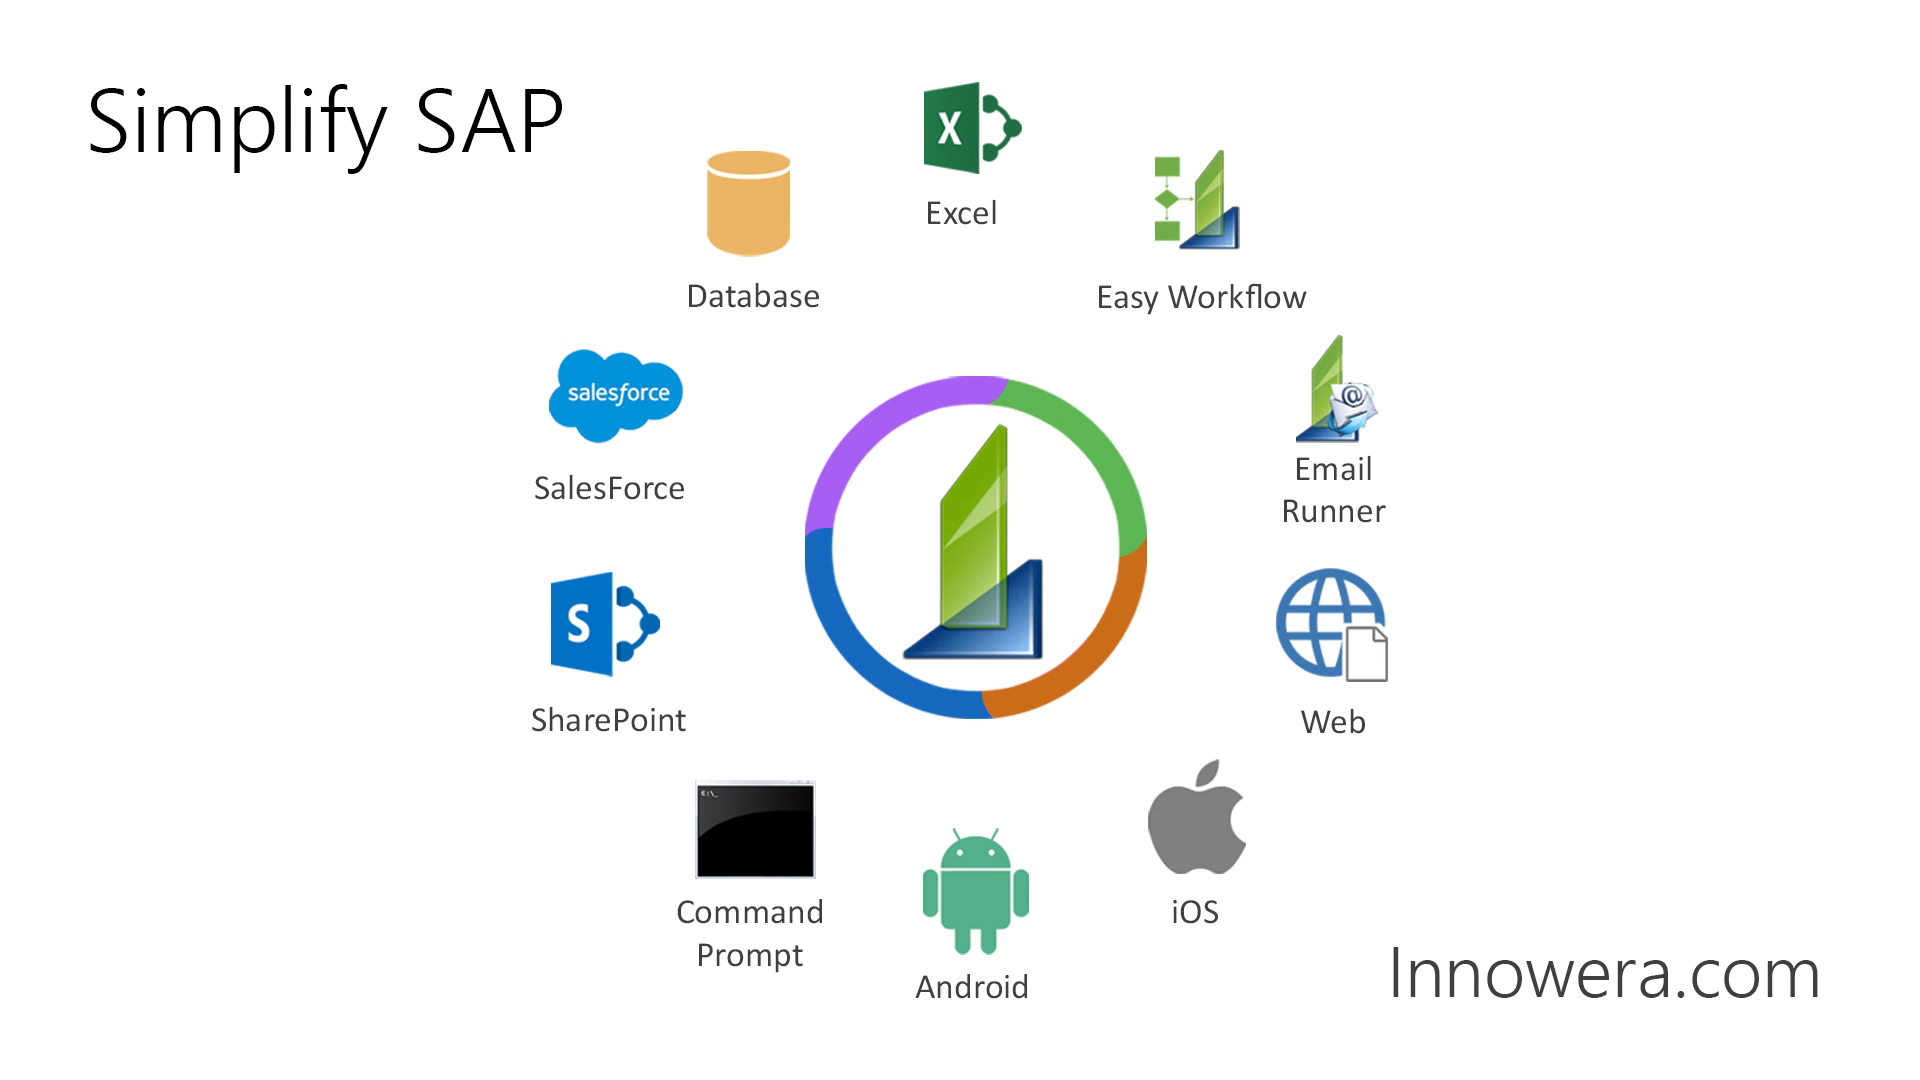 Simplify SAP
X
Excel
Database
Easy Workflow
salesforce
SalesForce
@
Email
Runner
S
SharePoint
Web
C:\_
Command
Prompt
Android
iOS
Innowera.com